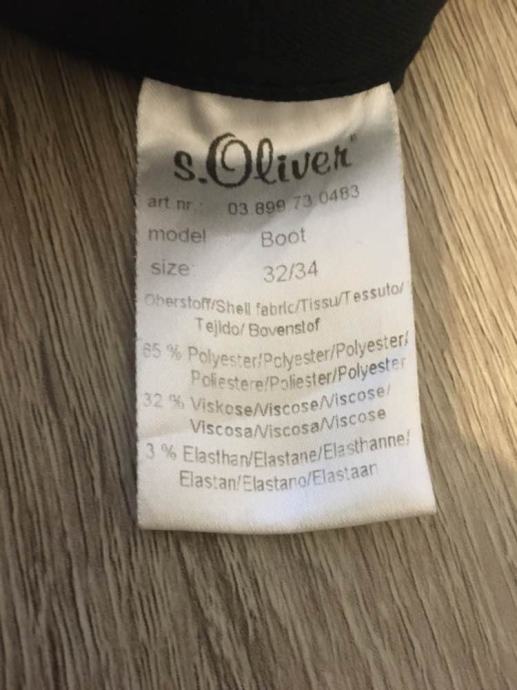 s.Oliver®
art nr.: 03 899 73 0483
model Boot
size: 32/34
Oberstoff/Shell fabric/Tissu/Tessuto/
Tejido/ Bovenstof
65 % Polyester/Polyester/Polyester/
Poliestere/Poliester/Polyester
32 % Viskose/Viscose/Viscose/
Viscosa/Viscosa/Viscose
3 % Elasthan/Elastane/Elasthanne/
Elastan/Elastano/Elastaan